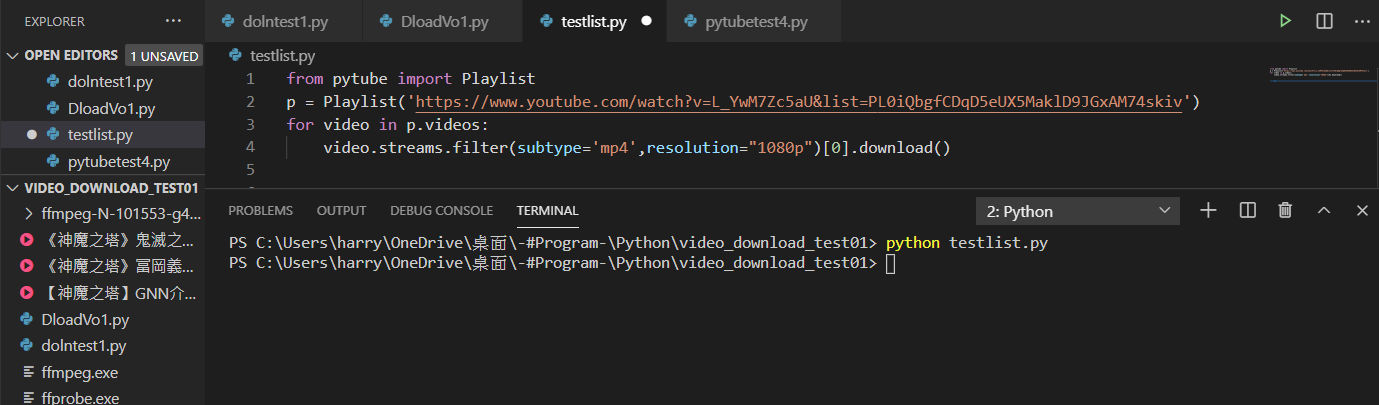 EXPLORER ...
dolntest1.py DloadVo1.py testlist.py pytubetest4.py
OPEN EDITORS 1 UNSAVED
dolntest1.py
DloadVo1.py
testlist.py
pytubetest4.py
VIDEO_DOWNLOAD_TEST01
ffmpeg-N-101553-g4...
《神魔之塔》鬼滅之...
《神魔之塔》冨岡義...
【神魔之塔】GNN介...
DloadVo1.py
dolntest1.py
ffmpeg.exe
ffprobe.exe
testlist.py
1 from pytube import Playlist
2 p = Playlist('https://www.youtube.com/watch?v=L_YwM7Zc5aU&list=PL0iQbgfCDqD5eUX5MaklD9JGxAM74skiv')
3 for video in p.videos:
4 video.streams.filter(subtype='mp4',resolution="1080p")[0].download()
5
PROBLEMS OUTPUT DEBUG CONSOLE TERMINAL 2: Python
PS C:\Users\harry\OneDrive\桌面\-#Program-\Python\video_download_test01> python testlist.py
PS C:\Users\harry\OneDrive\桌面\-#Program-\Python\video_download_test01>